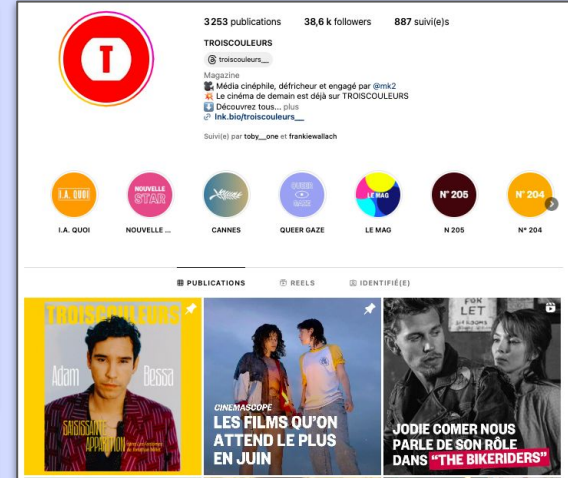 T
3 253 publications 38,6 k followers 887 suivi(e)s
TROISCOULEURS
troiscouleurs__
Magazine
Média cinéphile, défricheur et engagé par @mk2
Le cinéma de demain est déjà sur TROISCOULEURS
Découvrez tous... plus
lnk.bio/troiscouleurs__
Suivi(e) par toby__one et frankiewallach
I.A. QUOI
NOUVELLE
STAR
QUEER
GAZE
LE MAG
N° 205
N° 204
I.A. QUOI NOUVELLE ... CANNES QUEER GAZE LE MAG N 205 N° 204
PUBLICATIONS REELS IDENTIFIÉ(E)
TROISCOULEURS
Adam Bessa
SAISISSANTE
APPARITION
CINEMASCOPE
LES FILMS QU'ON
ATTEND LE PLUS
EN JUIN
FOR
LET
JODIE COMER NOUS
PARLE DE SON RÔLE
DANS "THE BIKERIDERS"